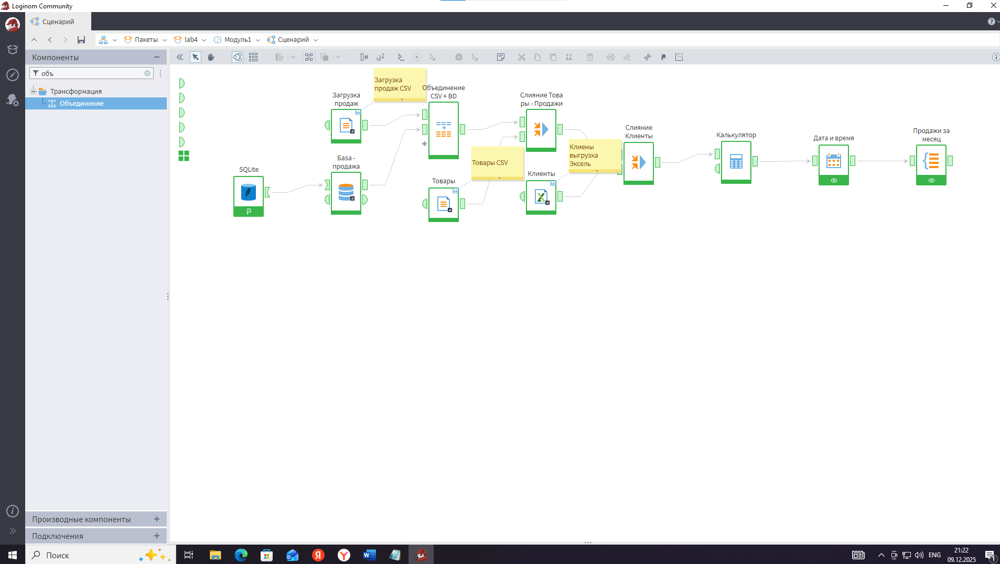 Loginom Community
Сценарий
Пакеты
lab4
Модуль1
Сценарий
Компоненты
объ
Трансформация
Объединение
Загрузка
продаж CSV
Объединение
CSV + BD
Загрузка
продаж
Слияние Това
ры - Продажи
Слияние
Клиенты
Калькулятор
Дата и время
Продажи за
месяц
Клиены
выгрузка
Эксель
Товары CSV
База -
продажа
SQLite
Товары
Клиенты
Производные компоненты
Подключения
Поиск
ENG
21:22
09.12.2025
1